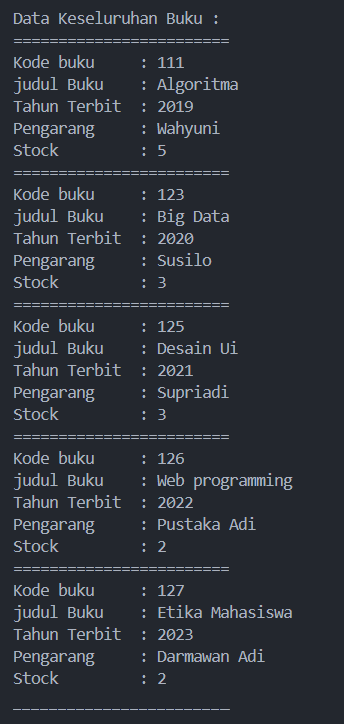 Data Keseluruhan Buku :
========================
Kode buku     : 111
judul Buku    : Algoritma
Tahun Terbit  : 2019
Pengarang     : Wahyuni
Stock         : 5
========================
Kode buku     : 123
judul Buku    : Big Data
Tahun Terbit  : 2020
Pengarang     : Susilo
Stock         : 3
========================
Kode buku     : 125
judul Buku    : Desain Ui
Tahun Terbit  : 2021
Pengarang     : Supriadi
Stock         : 3
========================
Kode buku     : 126
judul Buku    : Web programming
Tahun Terbit  : 2022
Pengarang     : Pustaka Adi
Stock         : 2
========================
Kode buku     : 127
judul Buku    : Etika Mahasiswa
Tahun Terbit  : 2023
Pengarang     : Darmawan Adi
Stock         : 2
________________________